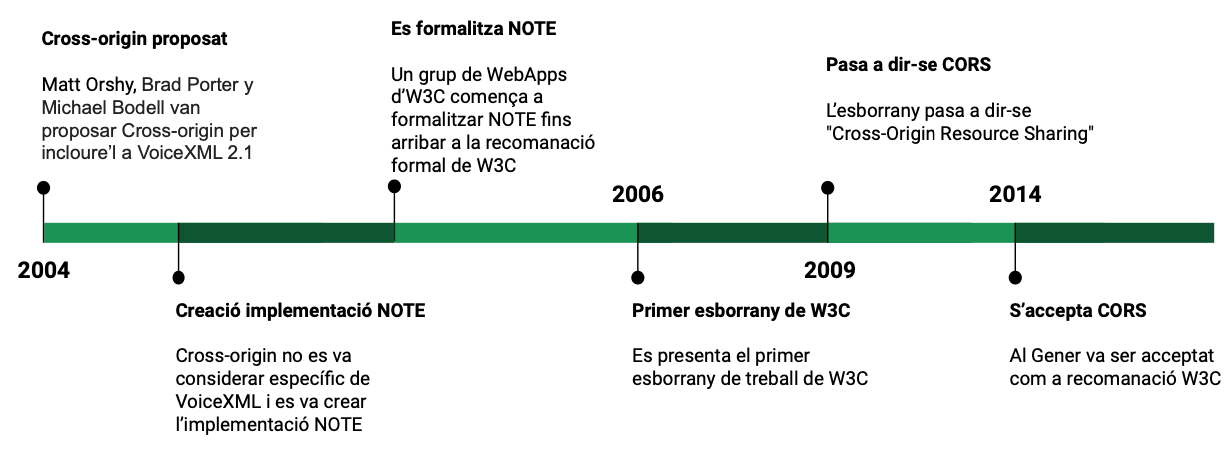 Cross-origin proposat
Matt Orshy, Brad Porter y
Michael Bodell van
proposar Cross-origin per
incloure’l a VoiceXML 2.1
2004
Creació implementació NOTE
Cross-origin no es va
considerar específic de
VoiceXML i es va crear
l’implementació NOTE
Es formalitza NOTE
Un grup de WebApps
d’W3C comença a
formalitzar NOTE fins
arribar a la recomanació
formal de W3C
2006
Primer esborrany de W3C
Es presenta el primer
esborrany de treball de W3C
Pasa a dir-se CORS
L’esborrany pasa a dir-se
"Cross-Origin Resource Sharing"
2009
2014
S’accepta CORS
Al Gener va ser acceptat
com a recomanació W3C